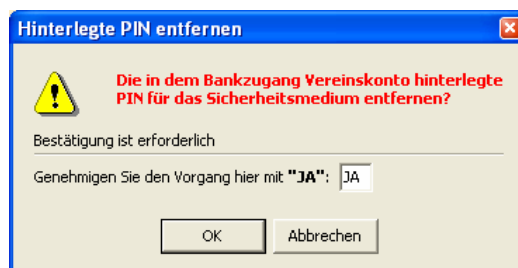 Hinterlegte PIN entfernen
Die in dem Bankzugang Vereinskonto hinterlegte
PIN für das Sicherheitsmedium entfernen?
Bestätigung ist erforderlich
Genehmigen Sie den Vorgang hier mit "JA": JA
OK Abbrechen